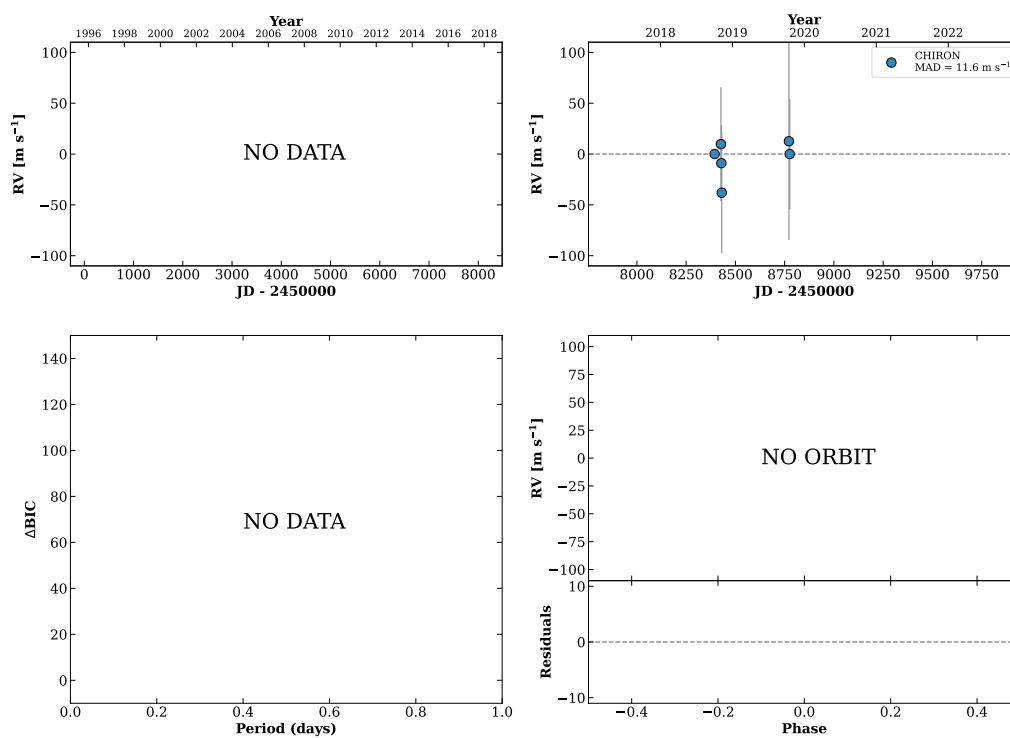 Year
1996 1998 2000 2002 2004 2006 2008 2010 2012 2014 2016 2018
100
50
0
−50
−100
RV [m s⁻¹]
NO DATA
0 1000 2000 3000 4000 5000 6000 7000 8000
JD - 2450000
Year
2018 2019 2020 2021 2022
CHIRON
MAD = 11.6 m s⁻¹
100
50
0
−50
−100
RV [m s⁻¹]
8000 8250 8500 8750 9000 9250 9500 9750
JD - 2450000
140
120
100
80
60
40
20
0
ΔBIC
NO DATA
0.0 0.2 0.4 0.6 0.8 1.0
Period (days)
100
75
50
25
0
−25
−50
−75
−100
RV [m s⁻¹]
NO ORBIT
10
0
−10
Residuals
−0.4 −0.2 0.0 0.2 0.4
Phase